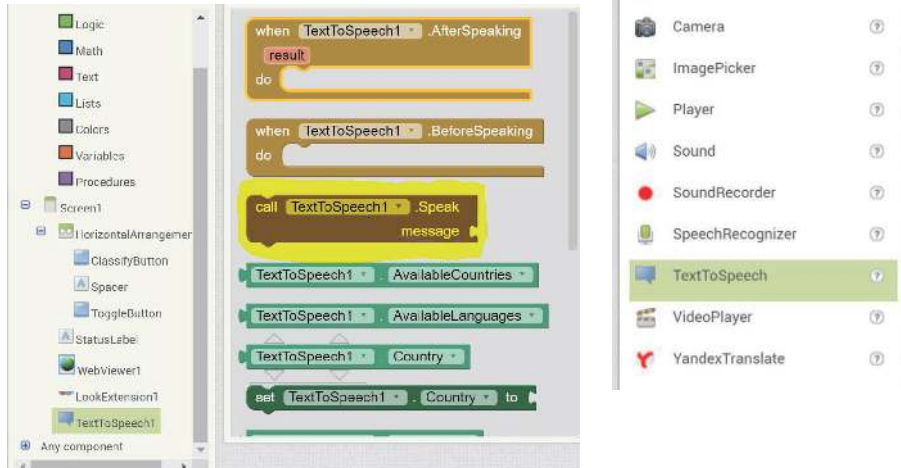 Logic
Math
Text
Lists
Colors
Variables
Procedures
Screen1
HorizontalArrangemer
ClassifyButton
Spacer
ToggleButton
StatusLabel
WebViewer1
LookExtension1
TextToSpeech1
Any component
when TextToSpeech1 .AfterSpeaking
result
do
when TextToSpeech1 .BeforeSpeaking
do
call TextToSpeech1 .Speak
message
TextToSpeech1 . AvailableCountries
TextToSpeech1 . AvailableLanguages
TextToSpeech1 . Country
set TextToSpeech1 . Country to
Camera
ImagePicker
Player
Sound
SoundRecorder
SpeechRecognizer
TextToSpeech
VideoPlayer
YandexTranslate